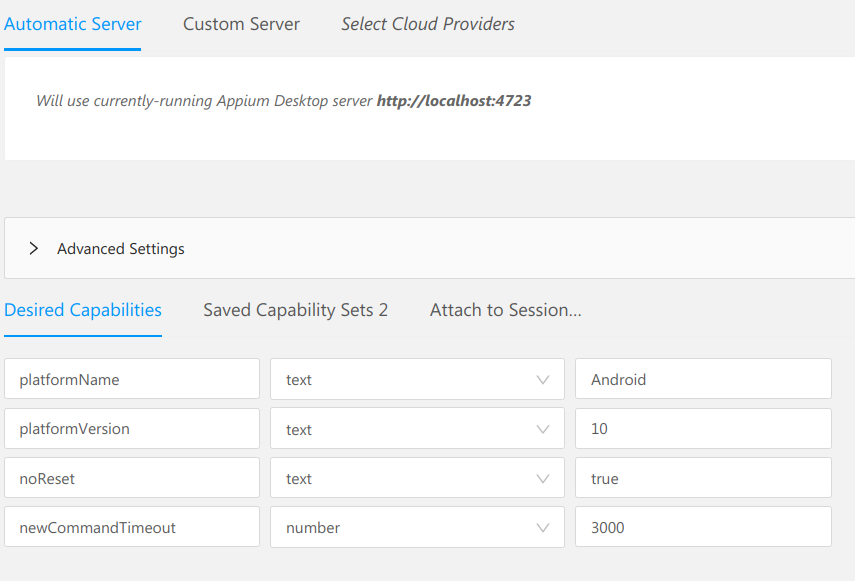 Automatic Server Custom Server Select Cloud Providers
Will use currently-running Appium Desktop server http://localhost:4723
Advanced Settings
Desired Capabilities Saved Capability Sets 2 Attach to Session...
platformName text Android
platformVersion text 10
noReset text true
newCommandTimeout number 3000